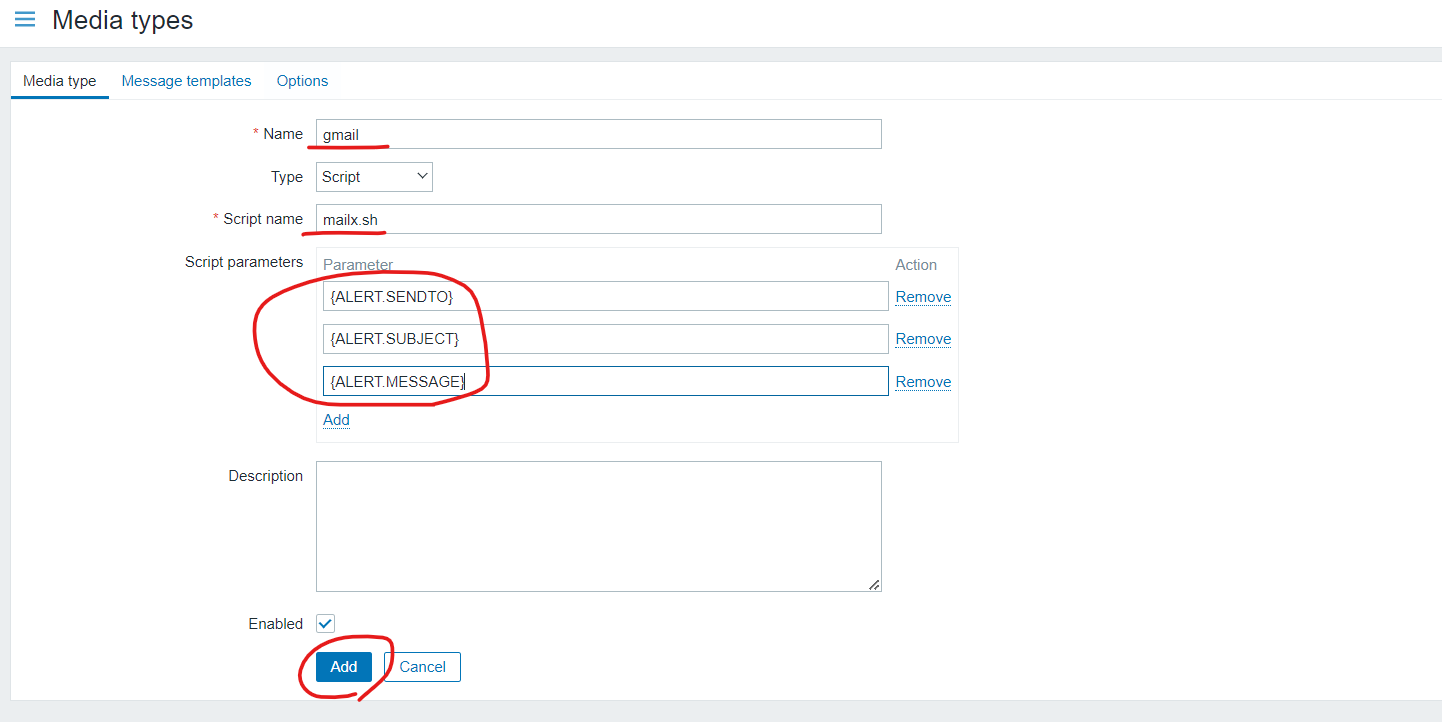 Media types
Media type Message templates Options
* Name gmail
Type Script
* Script name mailx.sh
Script parameters Parameter Action
{ALERT.SENDTO} Remove
{ALERT.SUBJECT} Remove
{ALERT.MESSAGE} Remove
Add
Description
Enabled
Add Cancel